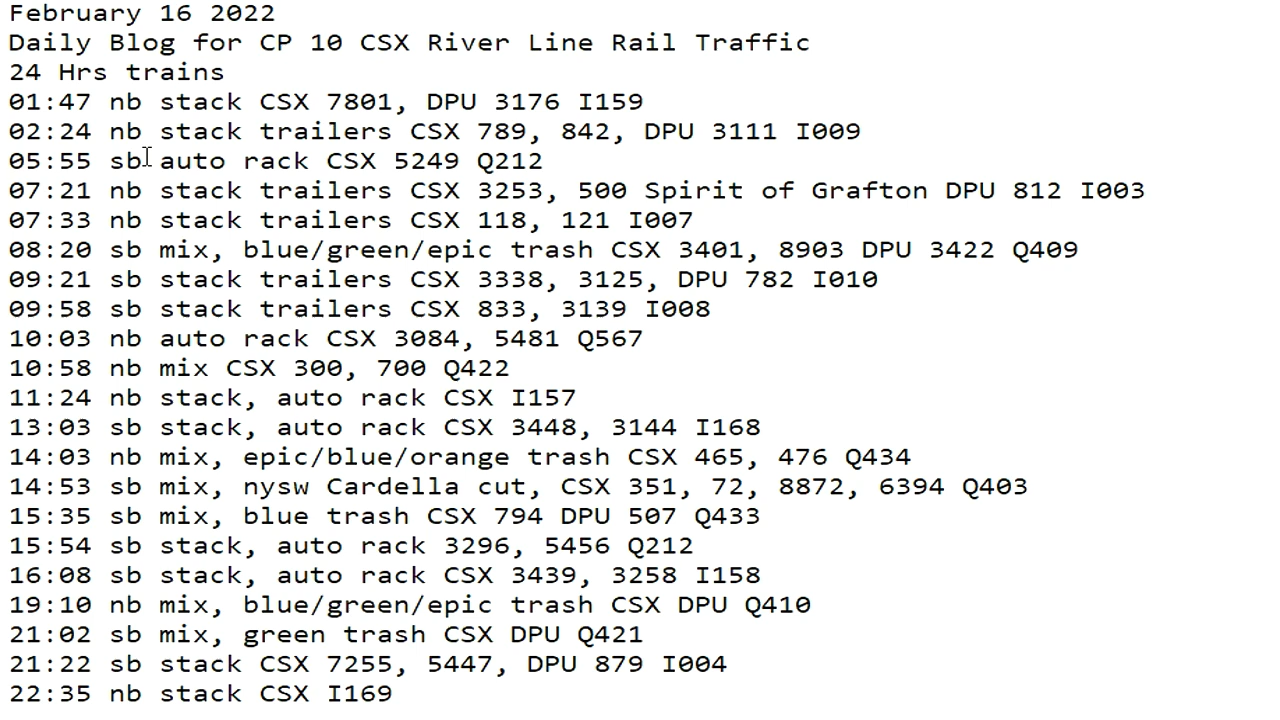 February 16 2022
Daily Blog for CP 10 CSX River Line Rail Traffic
24 Hrs trains
01:47 nb stack CSX 7801, DPU 3176 I159
02:24 nb stack trailers CSX 789, 842, DPU 3111 I009
05:55 sb auto rack CSX 5249 Q212
07:21 nb stack trailers CSX 3253, 500 Spirit of Grafton DPU 812 I003
07:33 nb stack trailers CSX 118, 121 I007
08:20 sb mix, blue/green/epic trash CSX 3401, 8903 DPU 3422 Q409
09:21 sb stack trailers CSX 3338, 3125, DPU 782 I010
09:58 sb stack trailers CSX 833, 3139 I008
10:03 nb auto rack CSX 3084, 5481 Q567
10:58 nb mix CSX 300, 700 Q422
11:24 nb stack, auto rack CSX I157
13:03 sb stack, auto rack CSX 3448, 3144 I168
14:03 nb mix, epic/blue/orange trash CSX 465, 476 Q434
14:53 sb mix, nysw Cardella cut, CSX 351, 72, 8872, 6394 Q403
15:35 sb mix, blue trash CSX 794 DPU 507 Q433
15:54 sb stack, auto rack 3296, 5456 Q212
16:08 sb stack, auto rack CSX 3439, 3258 I158
19:10 nb mix, blue/green/epic trash CSX DPU Q410
21:02 sb mix, green trash CSX DPU Q421
21:22 sb stack CSX 7255, 5447, DPU 879 I004
22:35 nb stack CSX I169